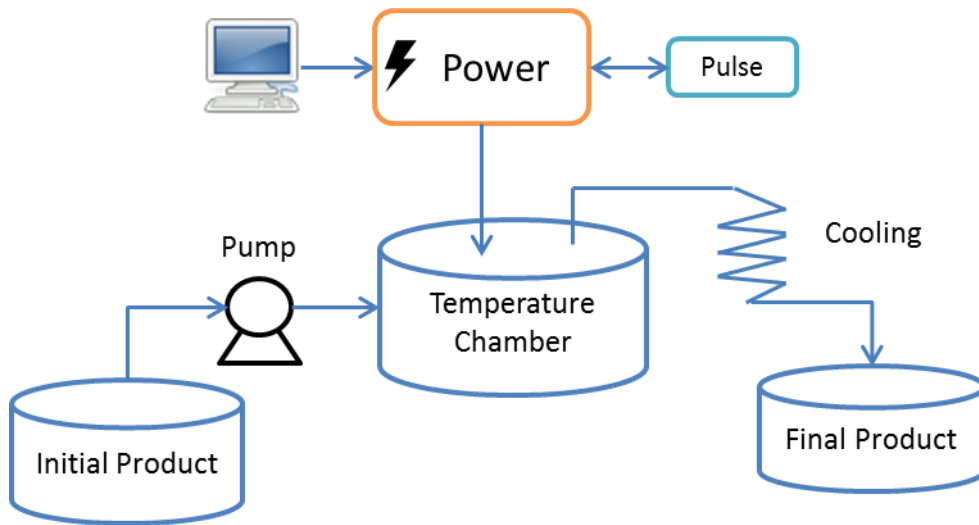 Power
Pulse
Pump
Cooling
Temperature
Chamber
Initial Product
Final Product